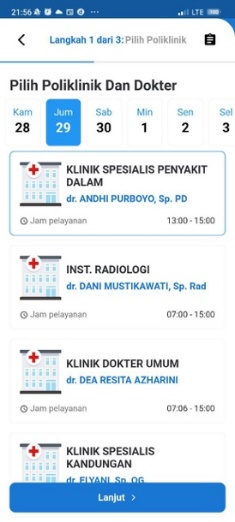 21:56
LTE
Langkah 1 dari 3: Pilih Poliklinik
Pilih Poliklinik Dan Dokter
Kam Jum Sab Min Sen Sel
28 29 30 1 2 3
KLINIK SPESIALIS PENYAKIT
DALAM
dr. ANDHI PURBOYO, Sp. PD
Jam pelayanan 13:00 - 15:00
INST. RADIOLOGI
dr. DANI MUSTIKAWATI, Sp. Rad
Jam pelayanan 07:00 - 15:00
KLINIK DOKTER UMUM
dr. DEA RESITA AZHARINI
Jam pelayanan 07:06 - 15:00
KLINIK SPESIALIS
KANDUNGAN
dr. ELYANI, Sp. OG
Lanjut